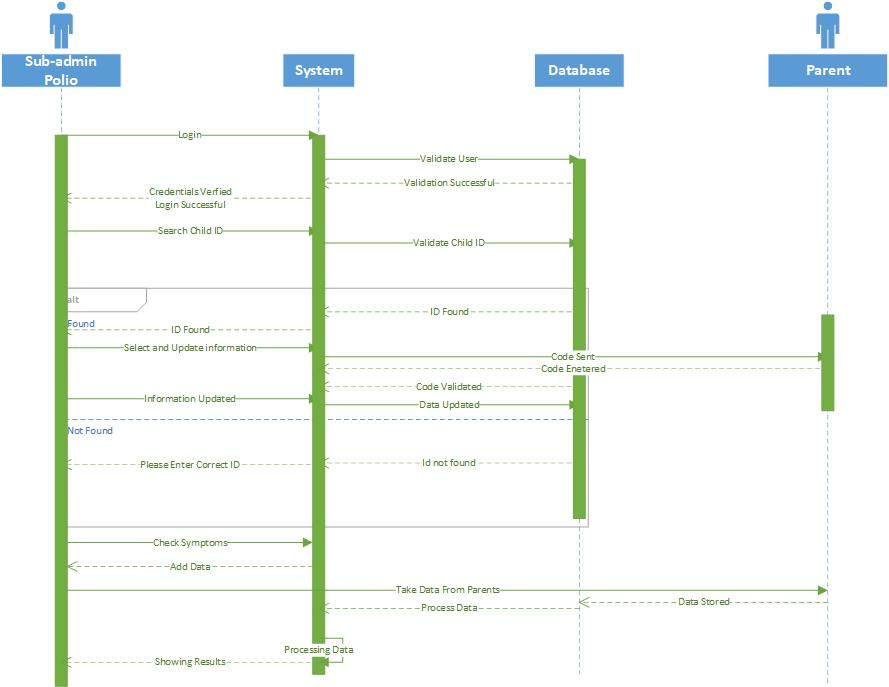 Sub-admin
Polio
System
Database
Parent
Login
Validate User
Validation Successful
Credentials Verfied
Login Successful
Search Child ID
Validate Child ID
alt
ID Found
Found
ID Found
Select and Update information
Code Sent
Code Enetered
Code Validated
Information Updated
Data Updated
Not Found
Id not found
Please Enter Correct ID
Check Symptoms
Add Data
Take Data From Parents
Data Stored
Process Data
Processing Data
Showing Results